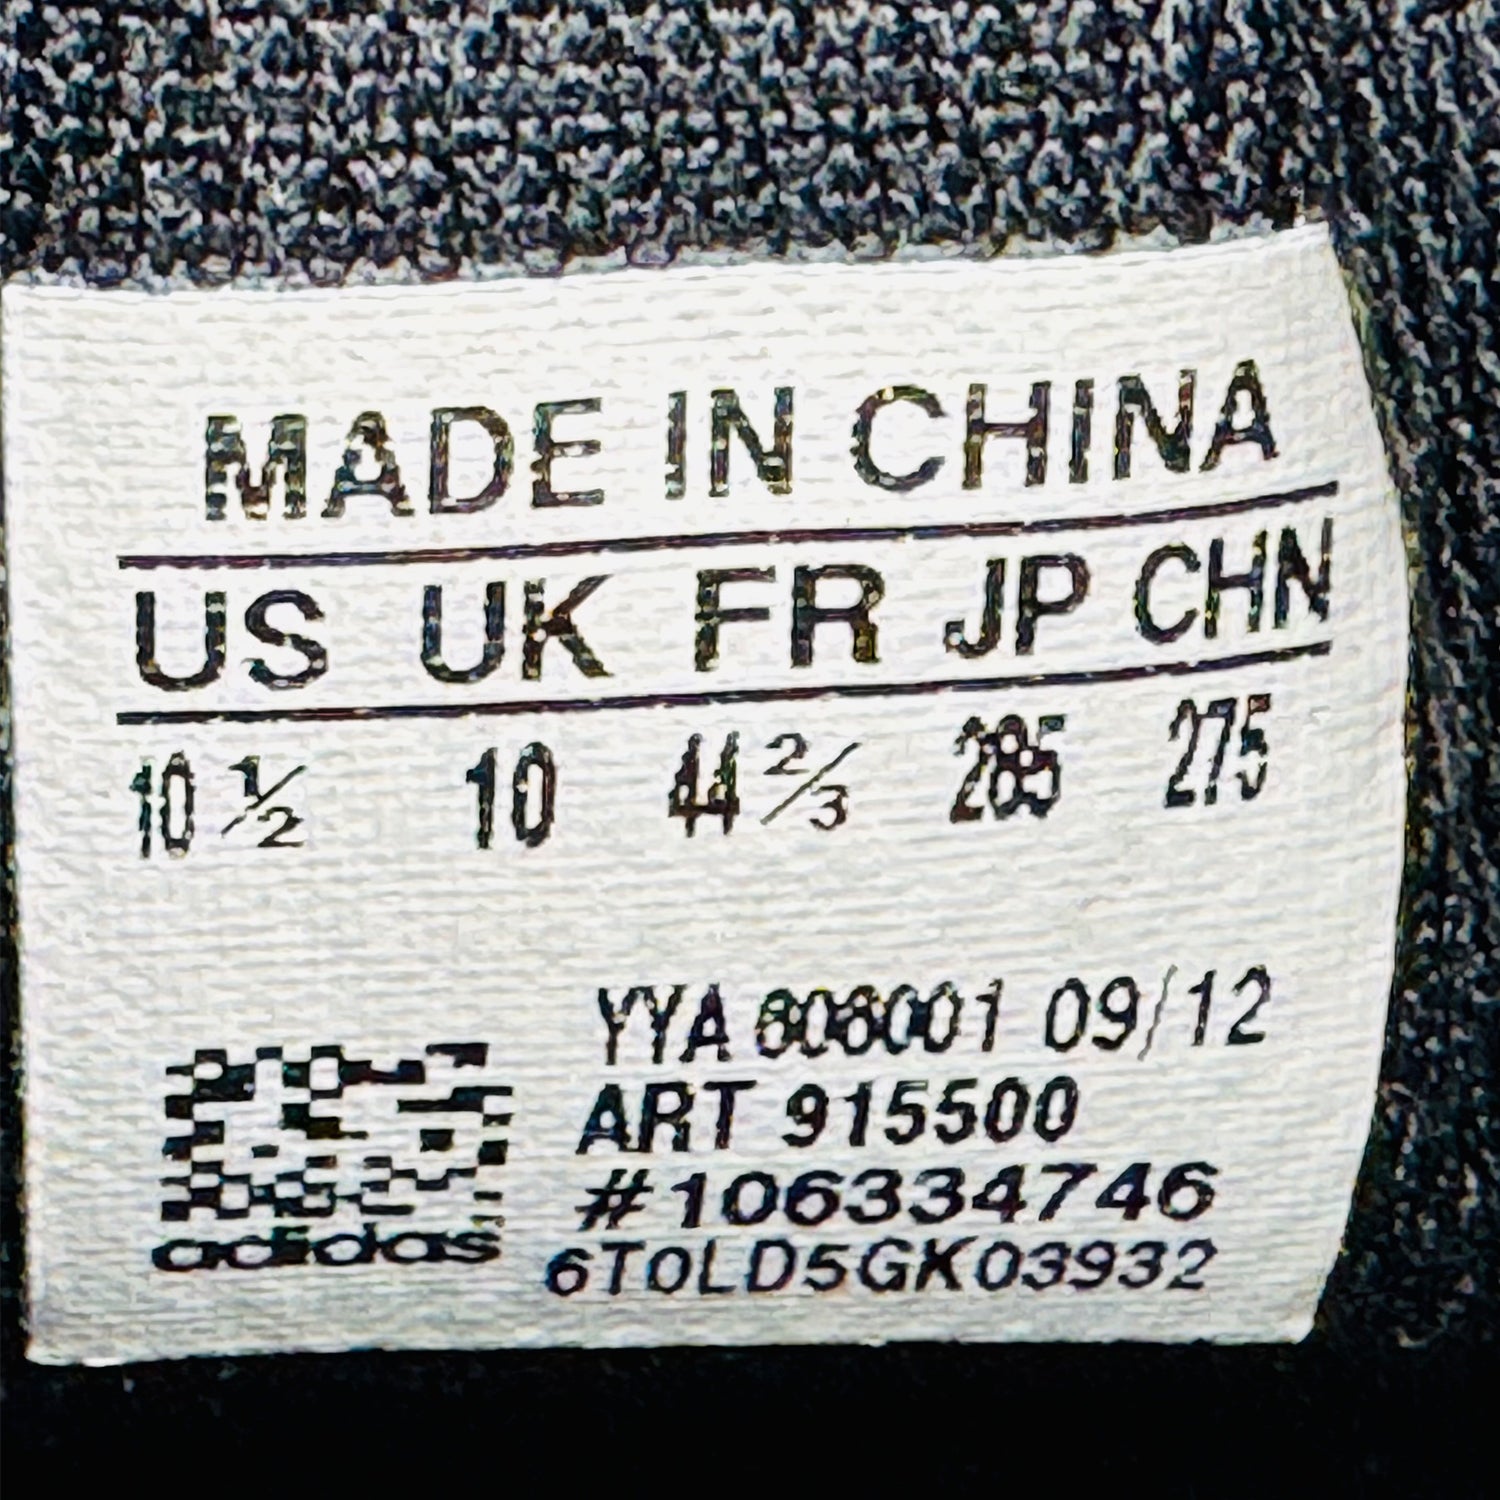 MADE IN CHINA
US UK FR JP CHN
10 ½ 10 44 ⅔ 285 275
YYA 606001 09/12
ART 915500
#106334746
adidas
6T0LD5GK03932